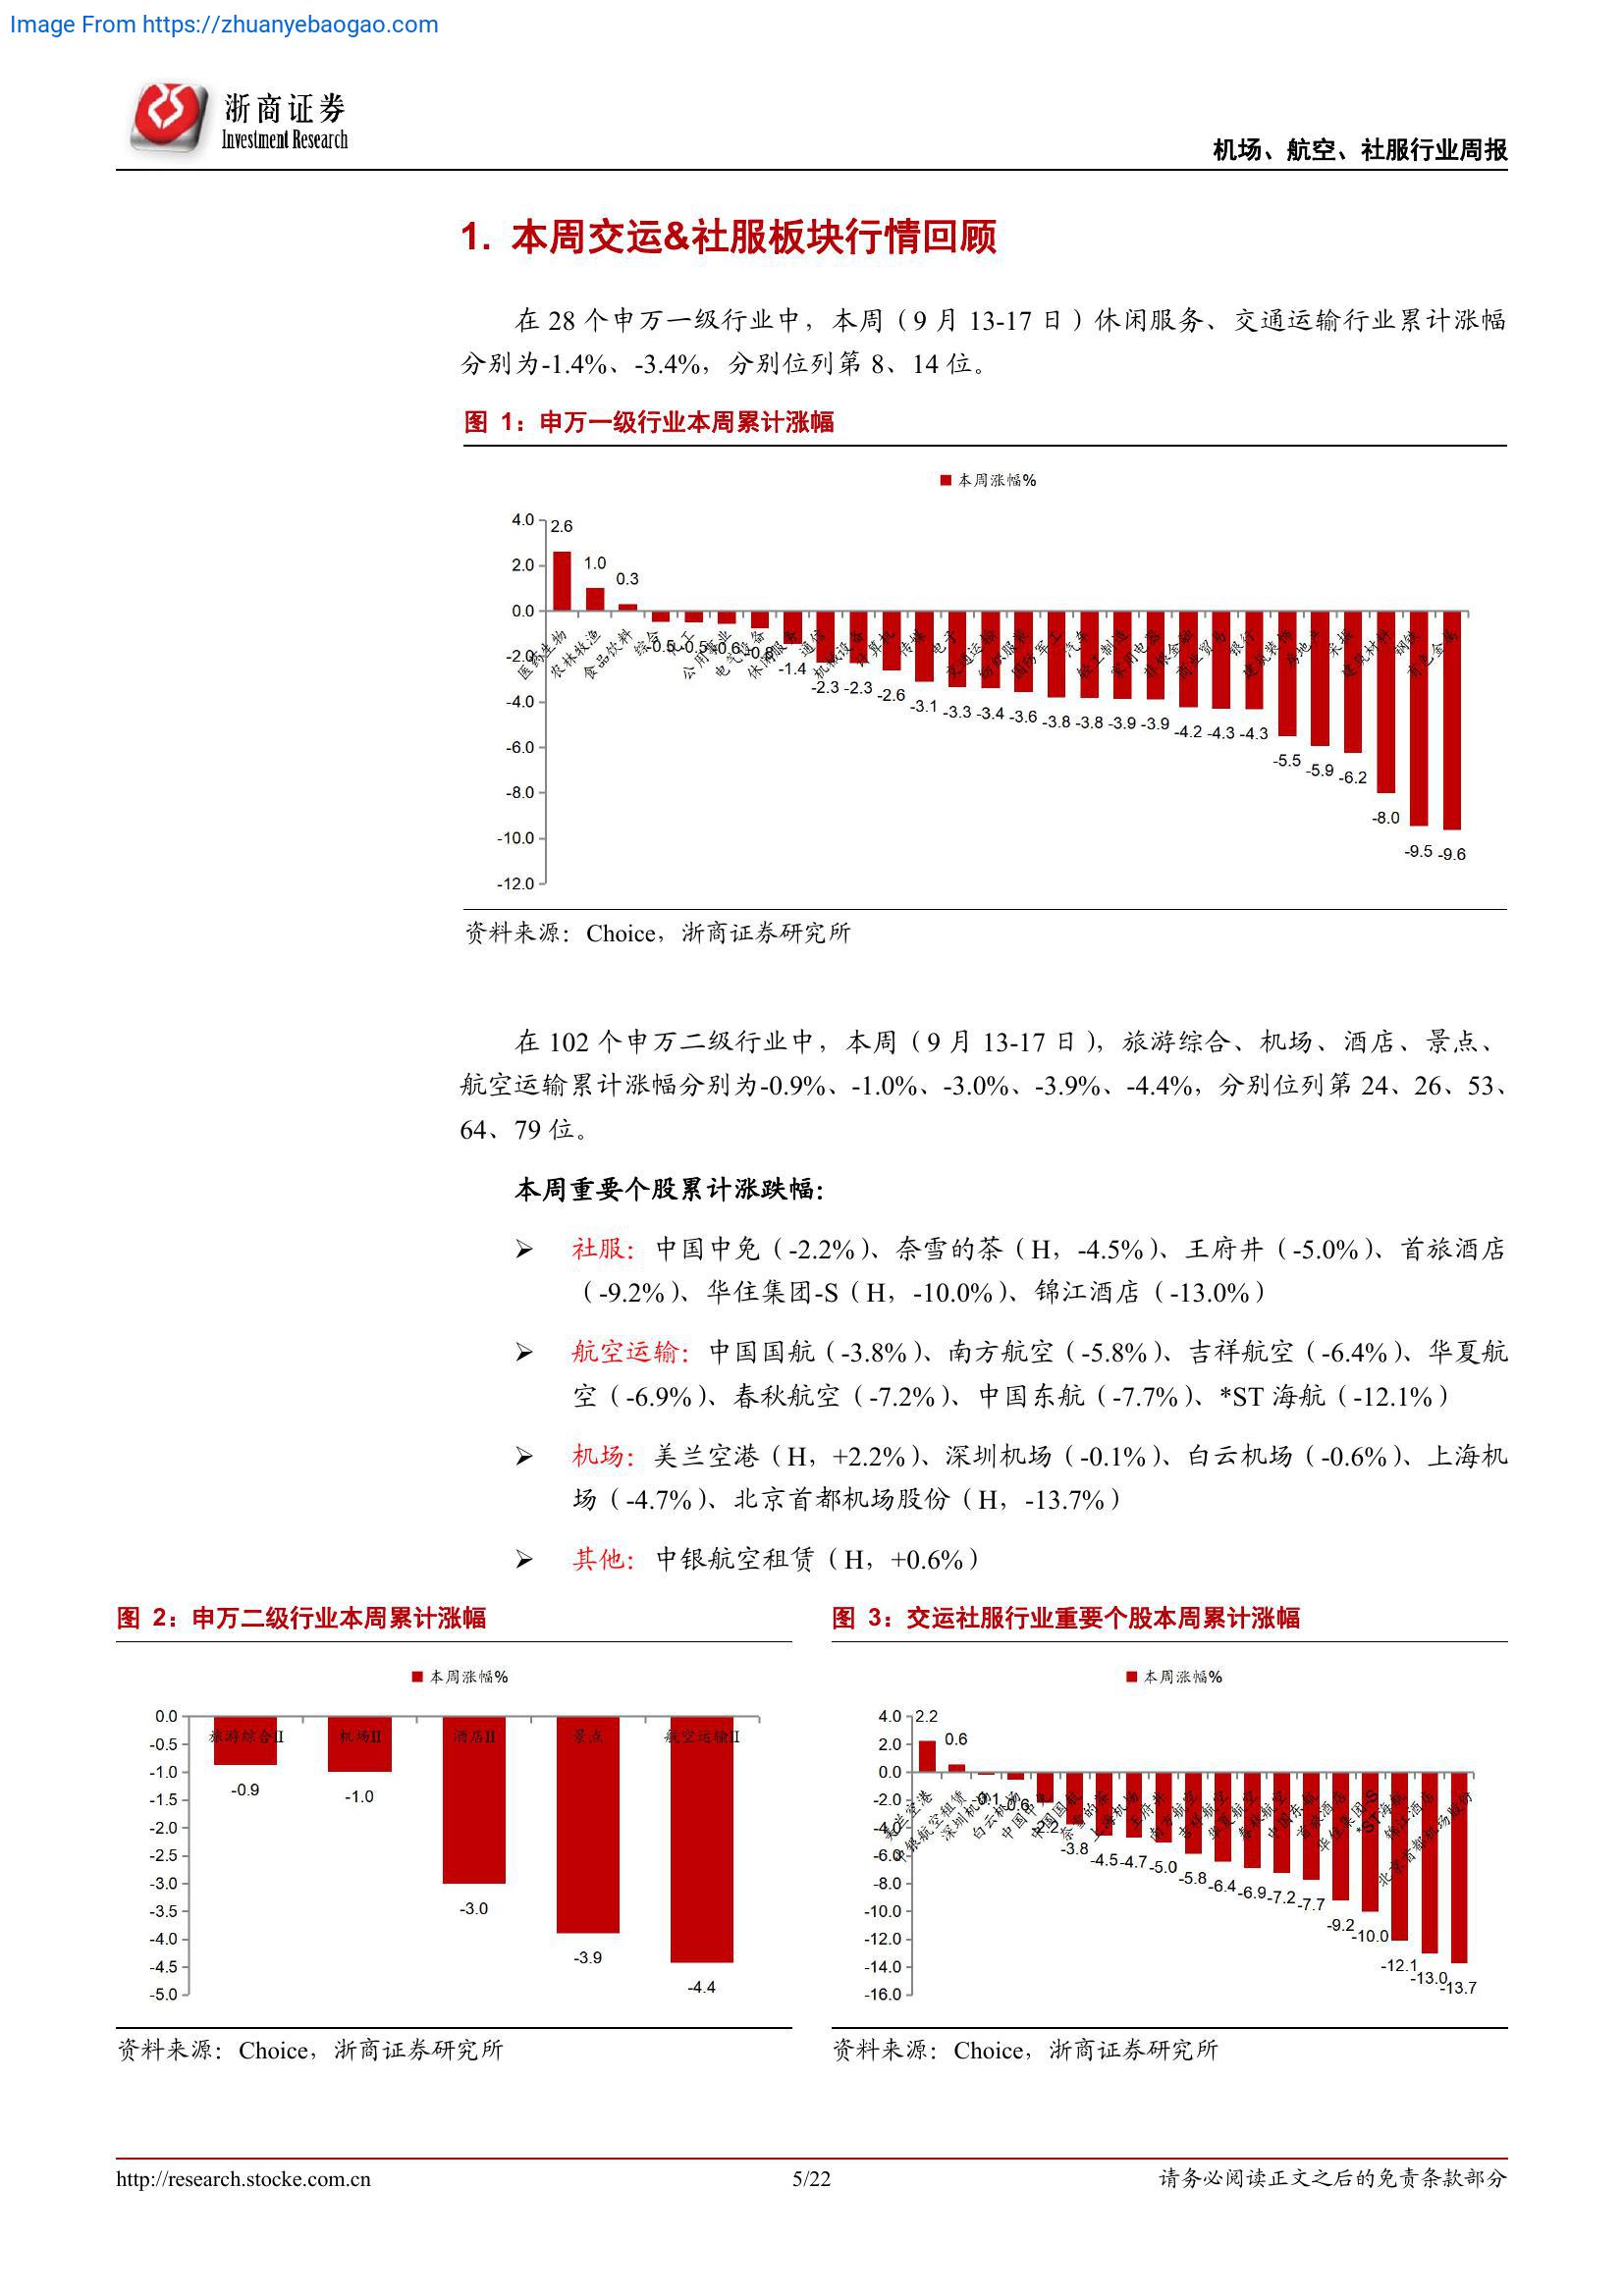 Image From https://zhuanyebaogao.com
浙商证券
Investment Research
机场、航空、社服行业周报
1. 本周交运&社服板块行情回顾
在 28 个申万一级行业中，本周（9 月 13-17 日）休闲服务、交通运输行业累计涨幅
分别为-1.4%、-3.4%，分别位列第 8、14 位。
图 1：申万一级行业本周累计涨幅
本周涨幅%
4.0
2.0
0.0
-2.0
-4.0
-6.0
-8.0
-10.0
-12.0
2.6
1.0
0.3
-0.5
-0.5
-0.6
-0.8
-1.4
-2.3 -2.3 -2.6
-3.1 -3.3 -3.4 -3.6 -3.8 -3.8 -3.9 -3.9
-4.2 -4.3 -4.3
-5.5
-5.9 -6.2
-8.0
-9.5 -9.6
医药生物
农林牧渔
食品饮料
综合
公用事业
电气设备
休闲服务
通信
机械设备
计算机
传媒
电子
交通运输
纺织服装
国防军工
汽车
轻工制造
家用电器
非银金融
商业贸易
银行
建筑装饰
房地产
采掘
建筑材料
钢铁
有色金属
资料来源：Choice，浙商证券研究所
在 102 个申万二级行业中，本周（9 月 13-17 日），旅游综合、机场、酒店、景点、
航空运输累计涨幅分别为-0.9%、-1.0%、-3.0%、-3.9%、-4.4%，分别位列第 24、26、53、
64、79 位。
本周重要个股累计涨跌幅：
➢ 社服：中国中免（-2.2%）、奈雪的茶（H，-4.5%）、王府井（-5.0%）、首旅酒店
（-9.2%）、华住集团-S（H，-10.0%）、锦江酒店（-13.0%）
➢ 航空运输：中国国航（-3.8%）、南方航空（-5.8%）、吉祥航空（-6.4%）、华夏航
空（-6.9%）、春秋航空（-7.2%）、中国东航（-7.7%）、*ST 海航（-12.1%）
➢ 机场：美兰空港（H，+2.2%）、深圳机场（-0.1%）、白云机场（-0.6%）、上海机
场（-4.7%）、北京首都机场股份（H，-13.7%）
➢ 其他：中银航空租赁（H，+0.6%）
图 2：申万二级行业本周累计涨幅
本周涨幅%
0.0
-0.5
-1.0
-1.5
-2.0
-2.5
-3.0
-3.5
-4.0
-4.5
-5.0
旅游综合II
机场II
酒店II
景点
航空运输II
-0.9
-1.0
-3.0
-3.9
-4.4
资料来源：Choice，浙商证券研究所
图 3：交运社服行业重要个股本周累计涨幅
本周涨幅%
4.0
2.0
0.0
-2.0
-4.0
-6.0
-8.0
-10.0
-12.0
-14.0
-16.0
2.2
0.6
-0.1
-0.6
-2.2
-3.8
-4.5
-4.7
-5.0
-5.8
-6.4
-6.9
-7.2
-7.7
-9.2
-10.0
-12.1
-13.0
-13.7
美兰空港
中银航空租赁
深圳机场
白云机场
中国中免
中国国航
奈雪的茶
上海机场
王府井
南方航空
吉祥航空
华夏航空
春秋航空
中国东航
首旅酒店
华住集团-S
*ST海航
锦江酒店
北京首都机场股份
资料来源：Choice，浙商证券研究所
http://research.stocke.com.cn
5/22
请务必阅读正文之后的免责条款部分